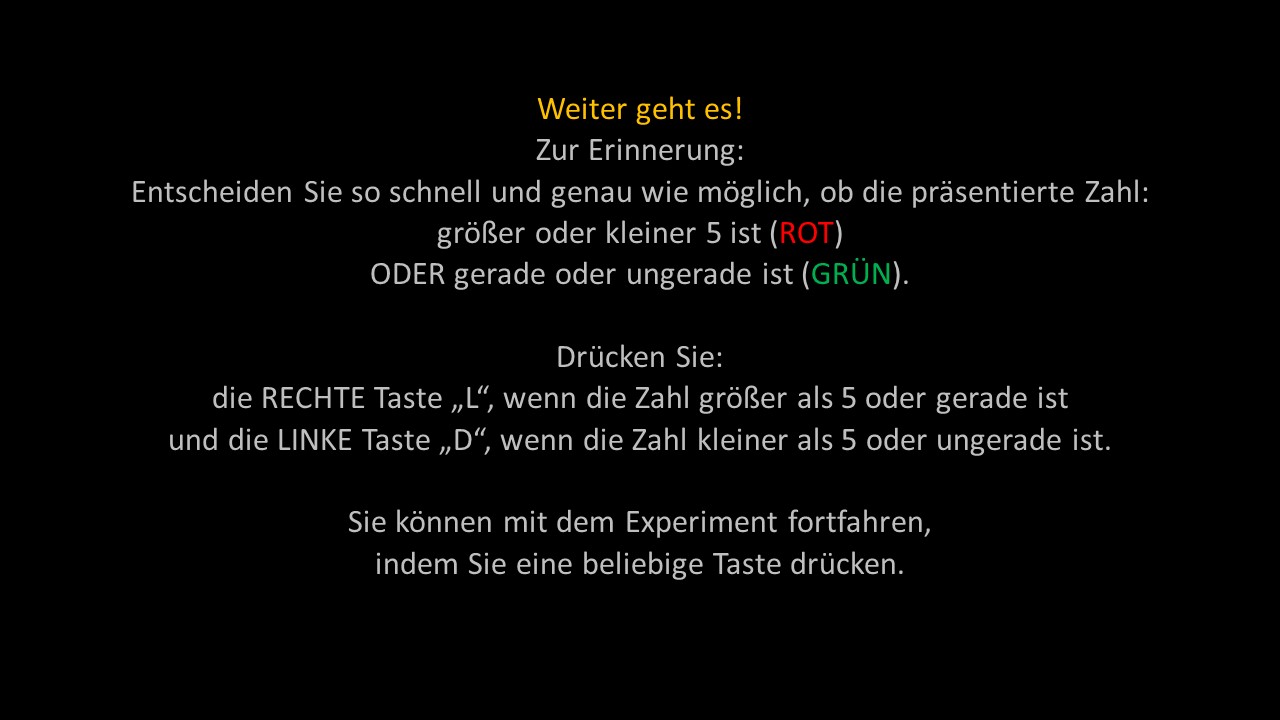 Weiter geht es!
Zur Erinnerung:
Entscheiden Sie so schnell und genau wie möglich, ob die präsentierte Zahl:
größer oder kleiner 5 ist (ROT)
ODER gerade oder ungerade ist (GRÜN).
Drücken Sie:
die RECHTE Taste „L“, wenn die Zahl größer als 5 oder gerade ist
und die LINKE Taste „D“, wenn die Zahl kleiner als 5 oder ungerade ist.
Sie können mit dem Experiment fortfahren,
indem Sie eine beliebige Taste drücken.